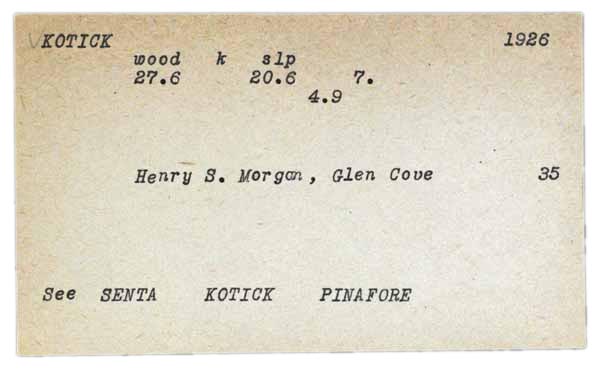 KOTICK 1926
wood k slp
27.6 20.6 7.
4.9
Henry S. Morgan, Glen Cove 35
See SENTA KOTICK PINAFORE